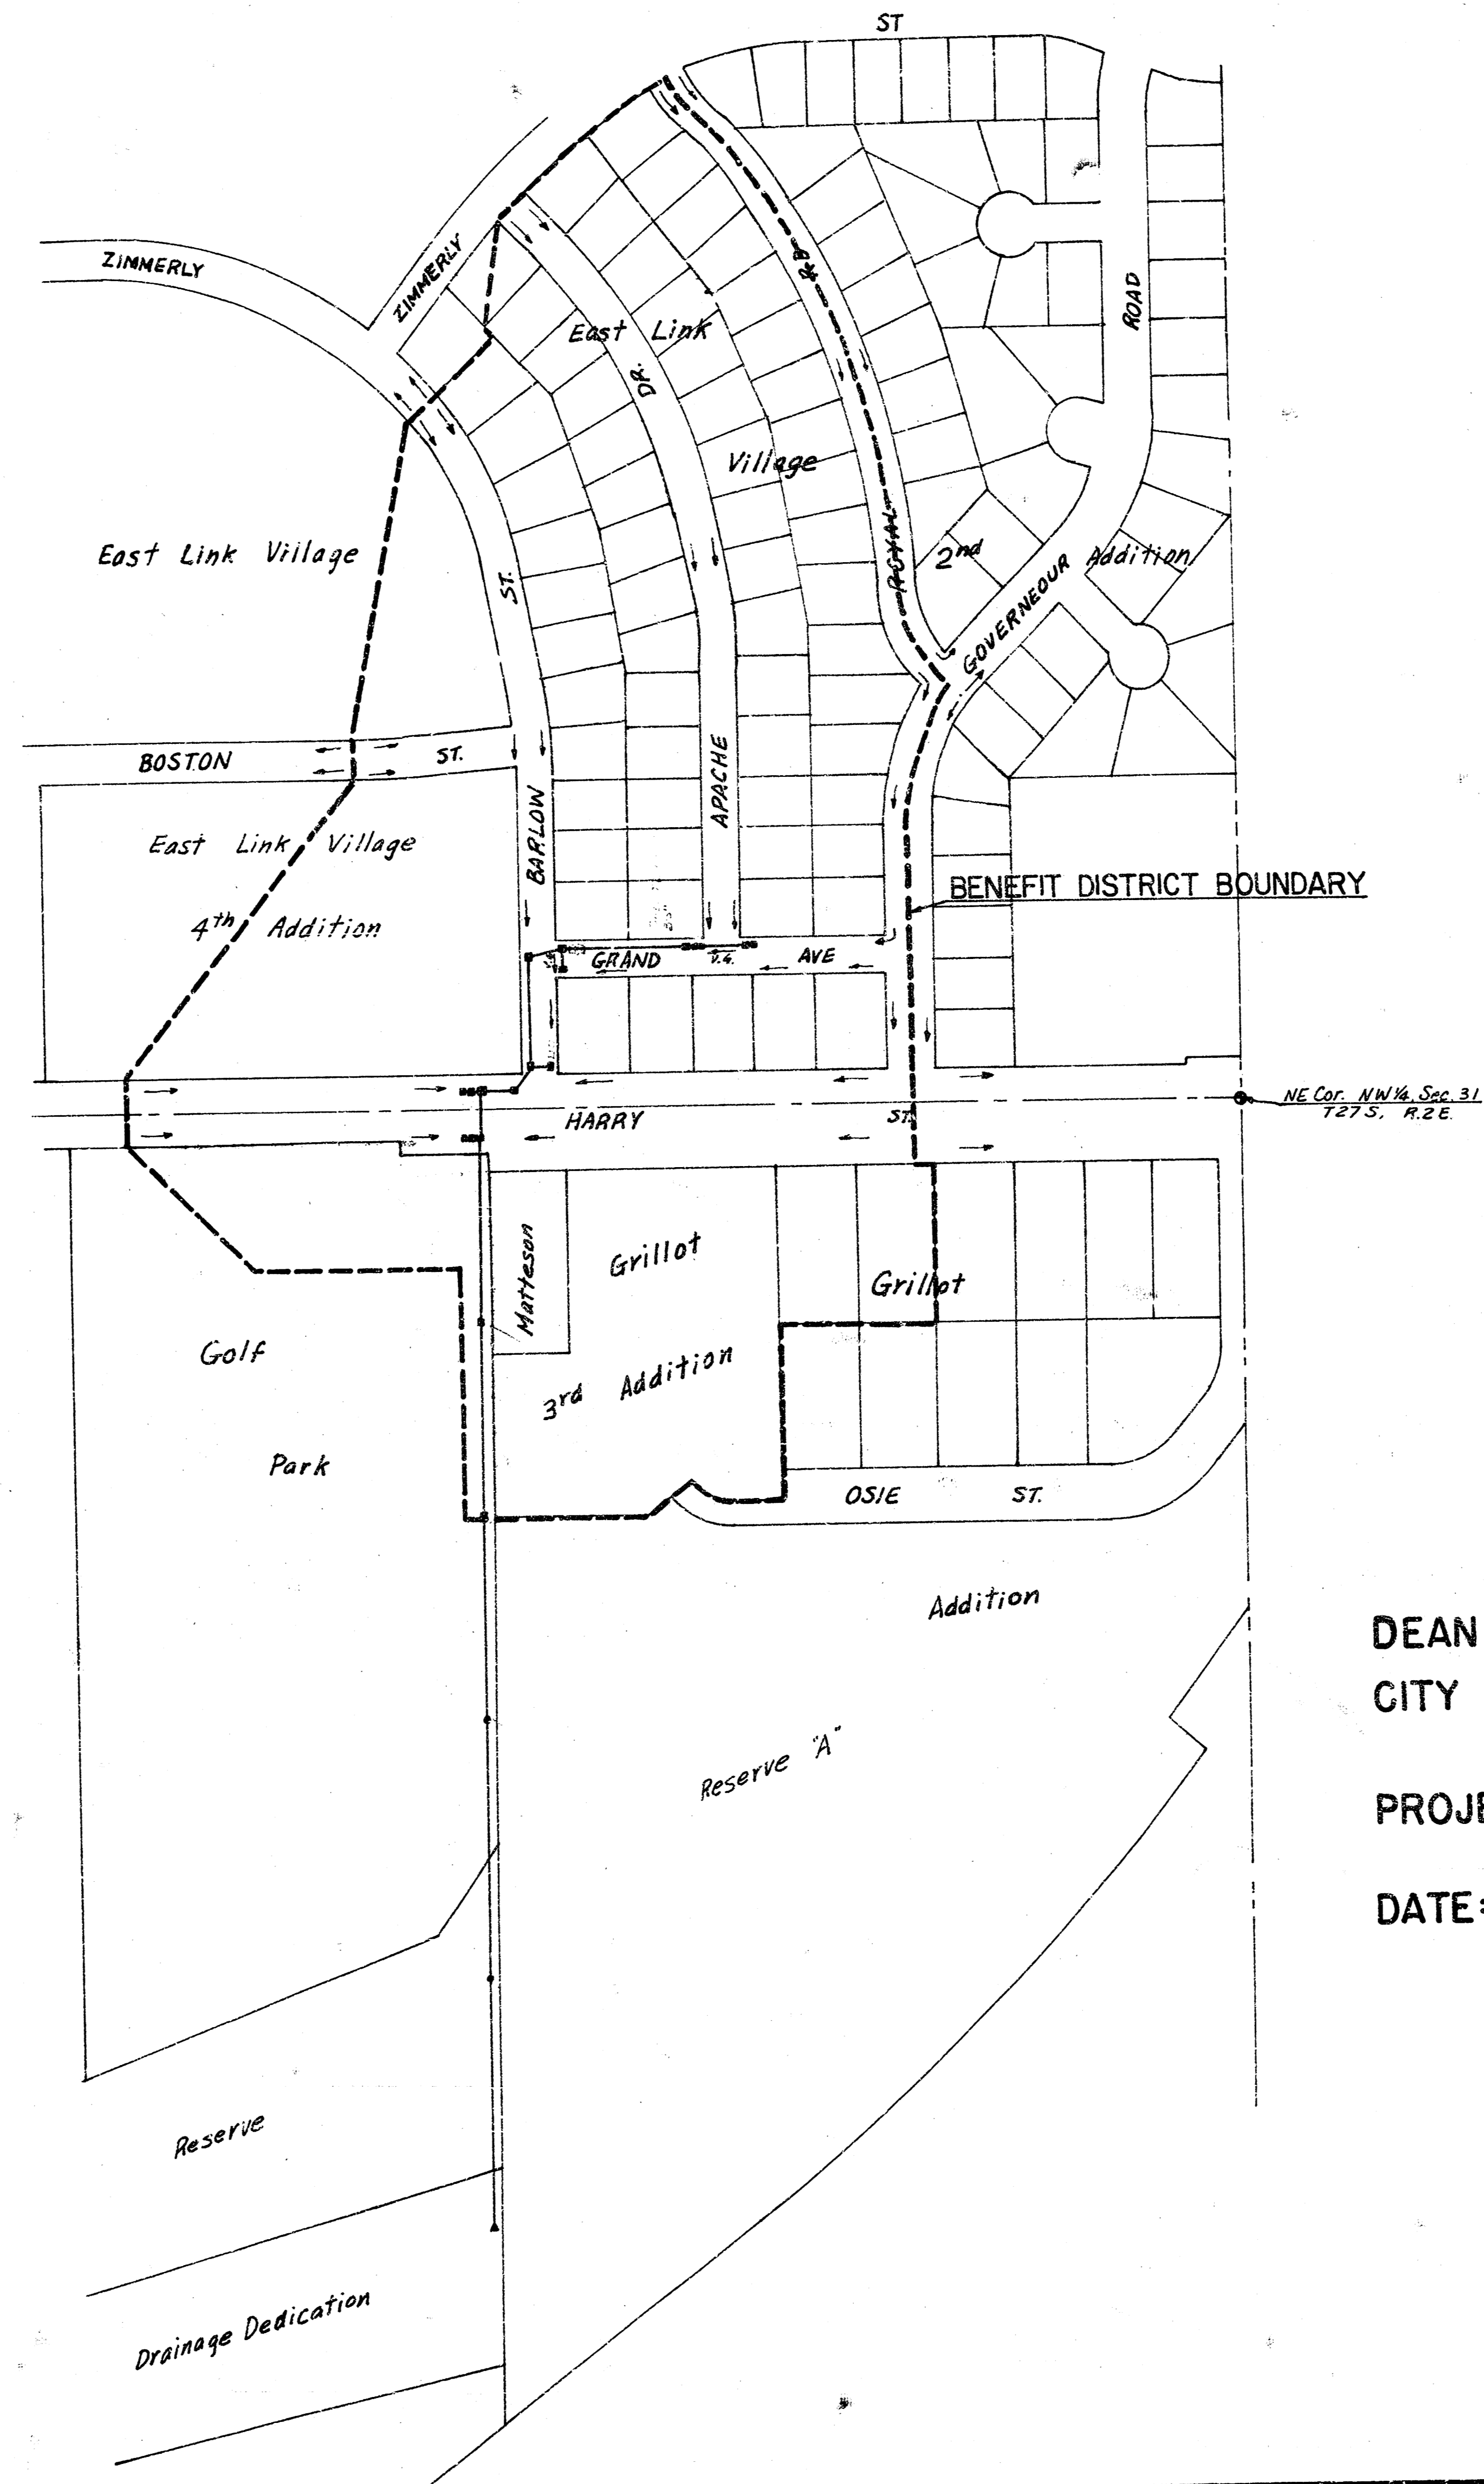 ST
ZIMMERLY
ZIMMERLY
RD
ROAD
East Link
DR.
Village
East Link Village
ST.
ROYAL
2nd
GOVERNEOUR
Addition
BOSTON
ST.
APACHE
BARLOW
East Link Village
4th Addition
BENEFIT DISTRICT BOUNDARY
GRAND
V.G.
AVE
HARRY
ST.
NE Cor. NW ¼, Sec. 31
T27S, R.2E.
Matteson
Grillot
Grillot
Golf
3rd Addition
Park
OSIE
ST.
Addition
DEAN
CITY
Reserve "A"
DATE:
Reserve
Drainage Dedication